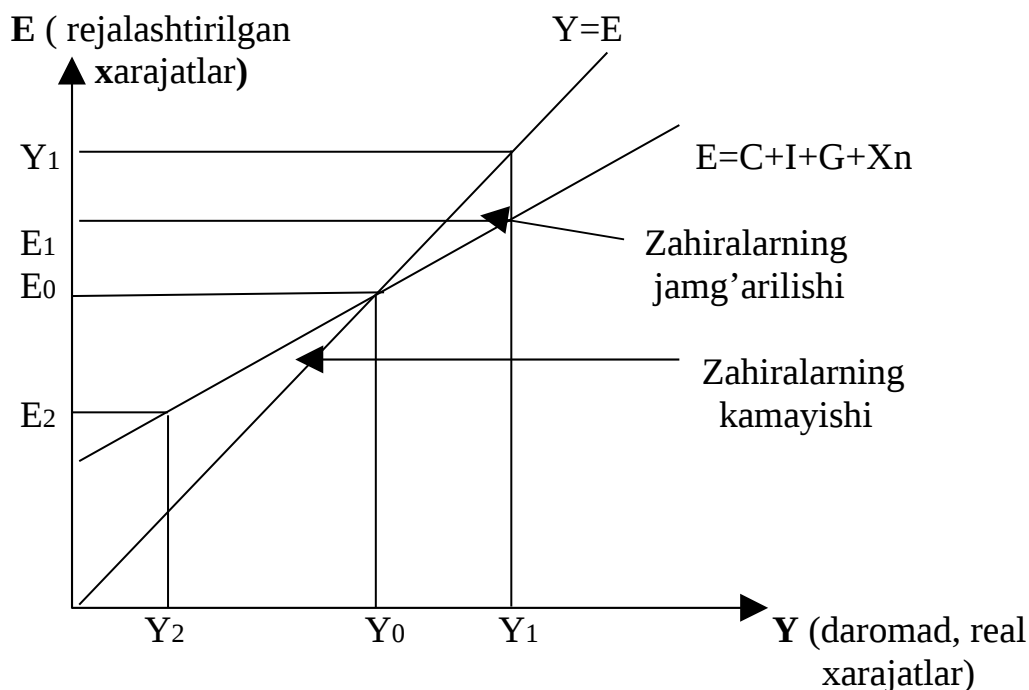 E ( rejalashtirilgan
xarajatlar)
Y=E
Y1
E=C+I+G+Xn
E1
Zahiralarning
jamg’arilishi
E0
Zahiralarning
kamayishi
E2
Y2
Y0
Y1
Y (daromad, real
xarajatlar)